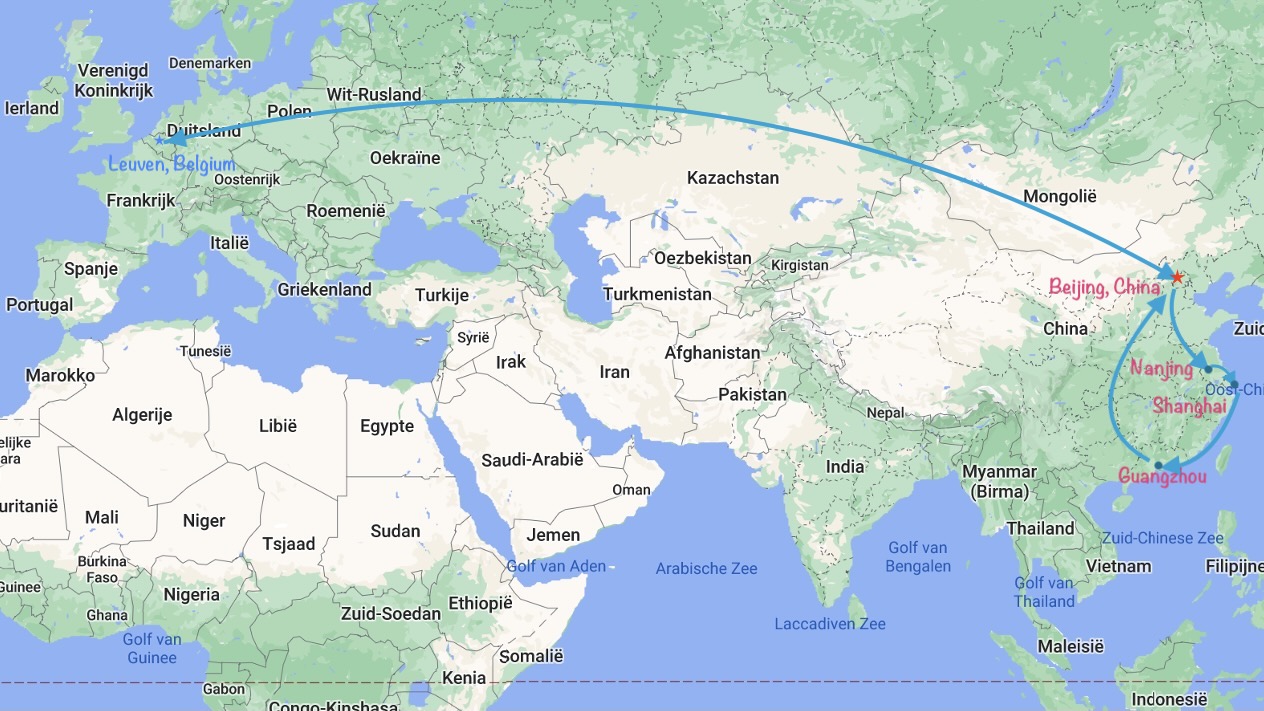 Denemarken
Verenigd
Koninkrijk
Ierland
Wit-Rusland
Polen
Duitsland
Leuven, Belgium
Oekraïne
Oostenrijk
Kazachstan
Frankrijk
Mongolië
Roemenië
Italië
Oezbekistan
Kirgistan
Spanje
Beijing, China
Griekenland
Turkije
Turkmenistan
Portugal
China
Zuid
Syrië
Tunesië
Afghanistan
Irak
Iran
Nanjing
Marokko
Oost-Chi
Pakistan
Shanghai
Nepal
Algerije
Libië
Egypte
elijke
ara
Saudi-Arabië
India
Myanmar
(Birma)
Guangzhou
Oman
uritanië
Mali
Niger
Sudan
Thailand
Jemen
Zuid-Chinese Zee
Tsjaad
Golf van
Bengalen
Burkina
Faso
Golf van Aden
Arabische Zee
Vietnam
Filipijne
Guinee
Nigeria
Golf van
Thailand
Ethiopië
Ghana
Zuid-Soedan
Laccadiven Zee
Golf van
Guinee
Maleisië
Somalië
Kenia
Gabon
Indonesië
Congo-Kinshasa